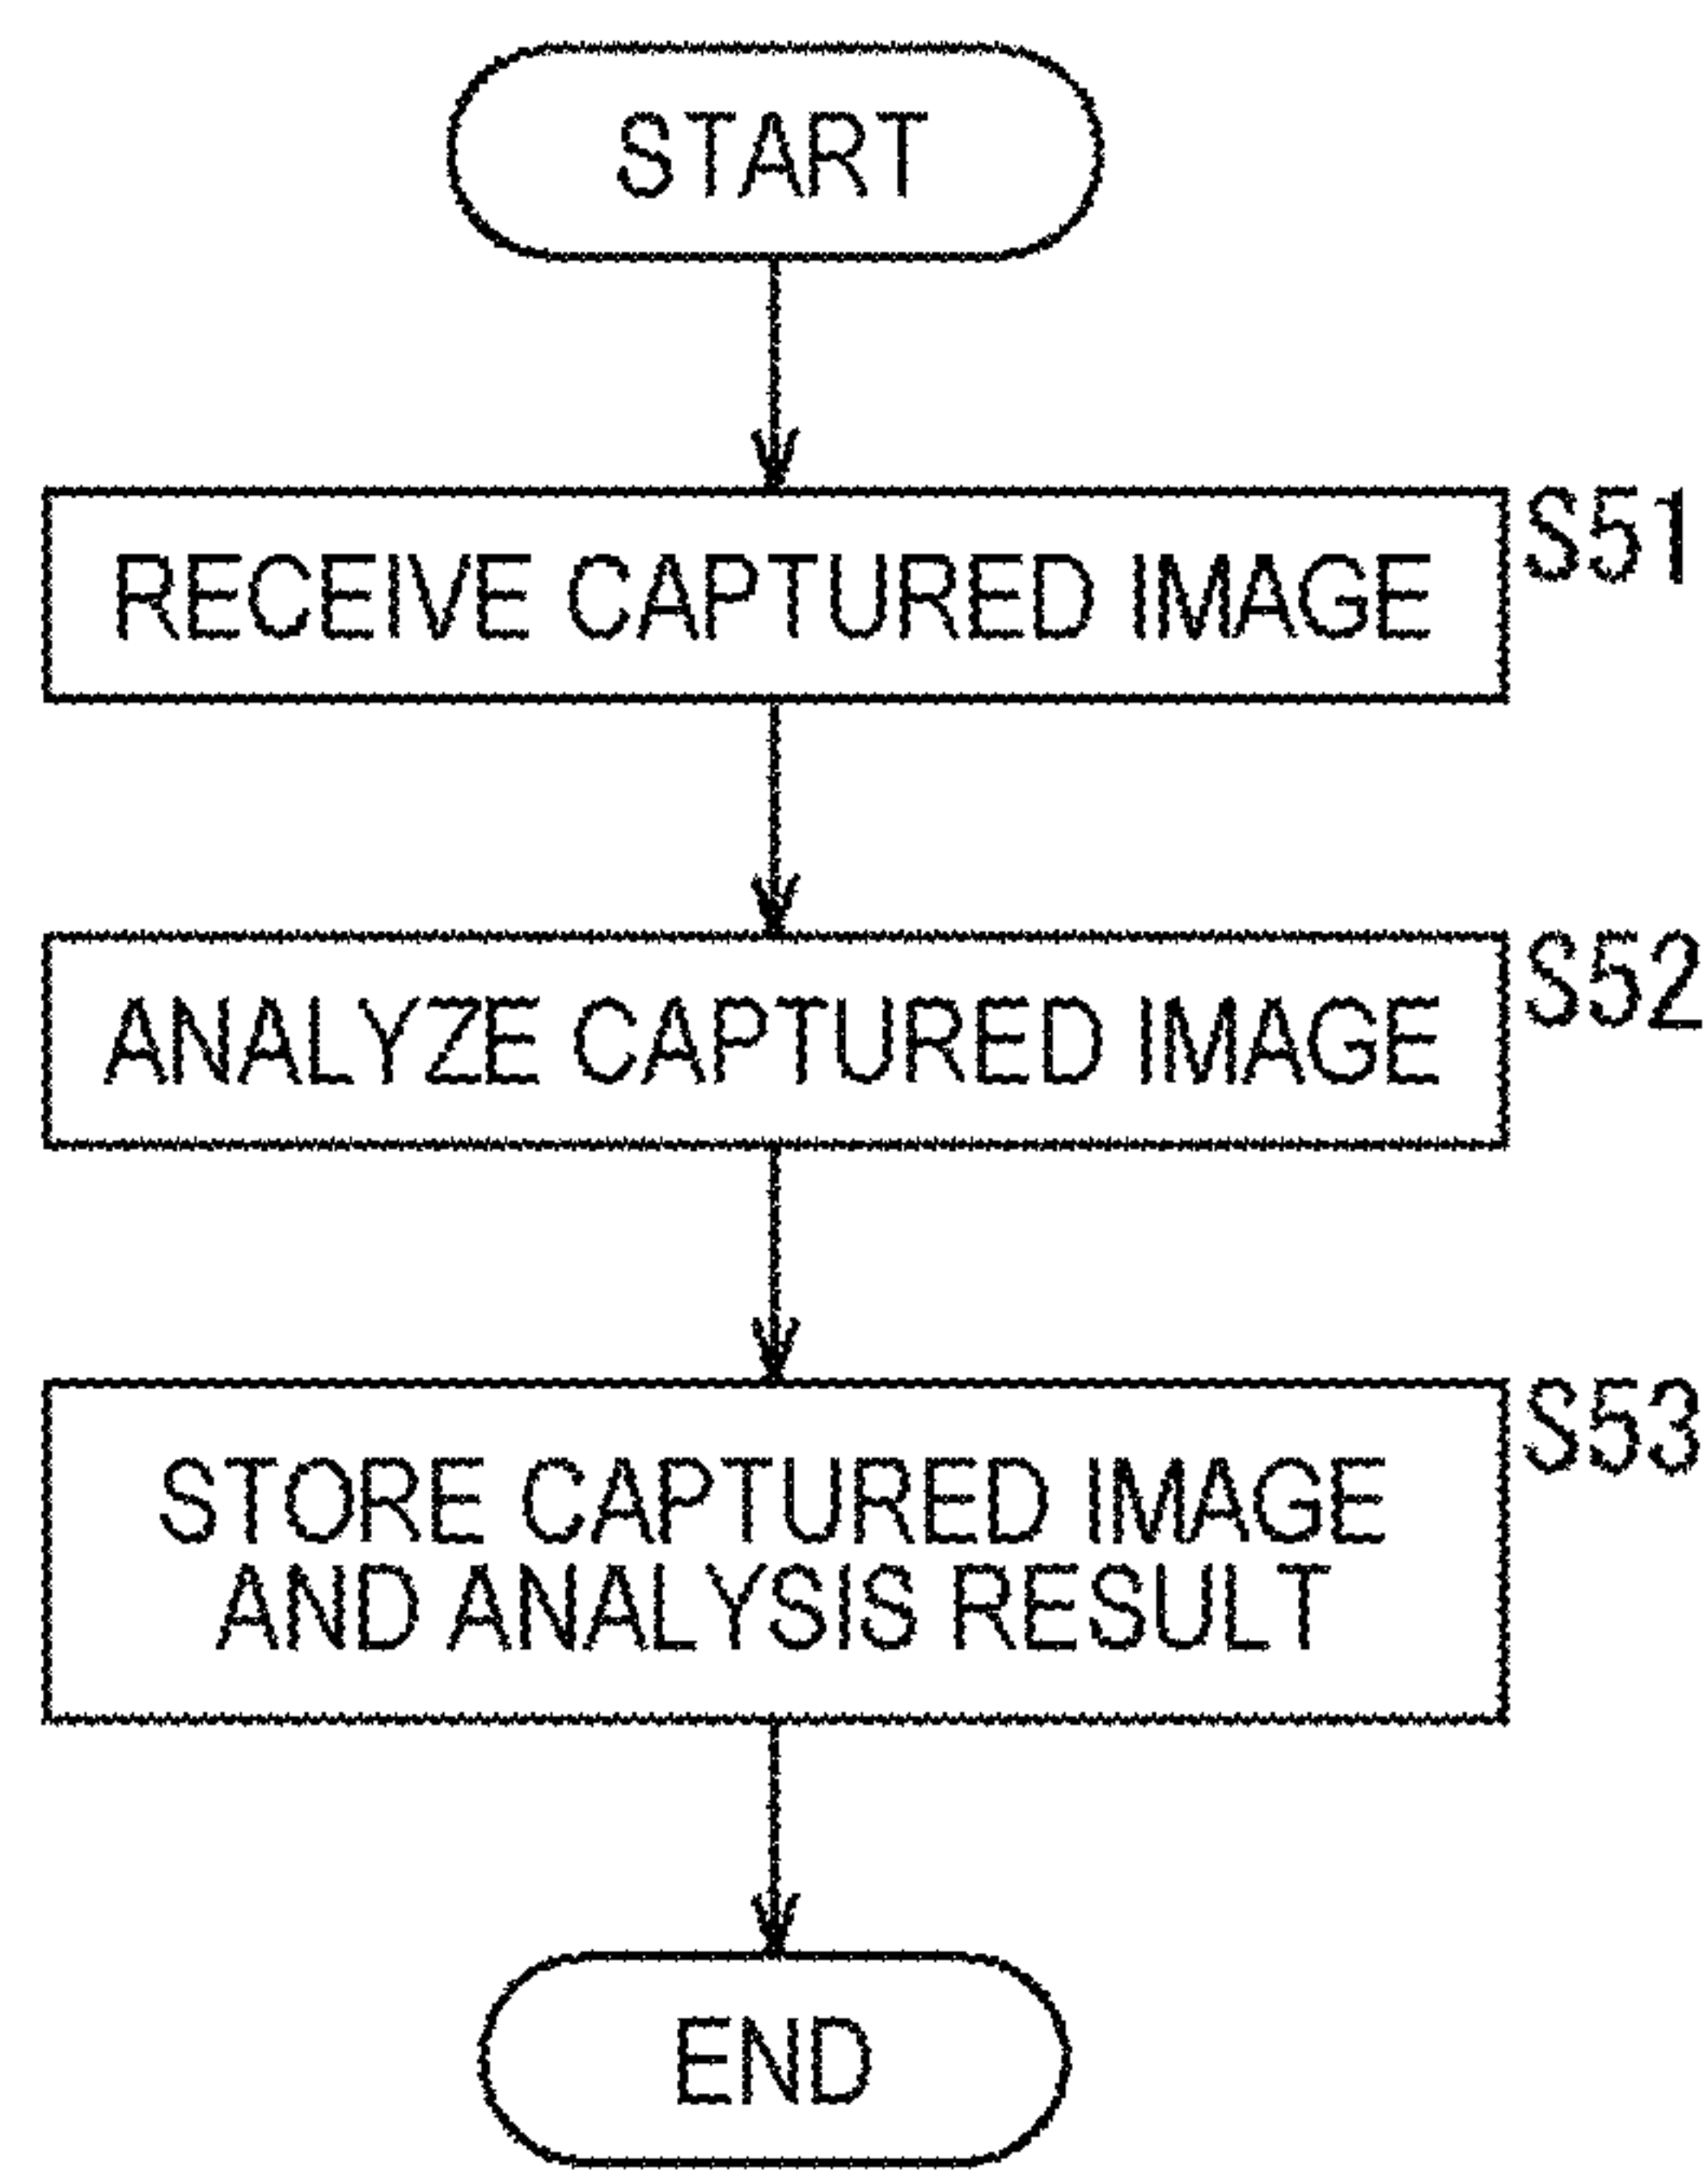 START
RECEIVE CAPTURED IMAGE
S51
ANALYZE CAPTURED IMAGE
S52
STORE CAPTURED IMAGE
AND ANALYSIS RESULT
S53
END